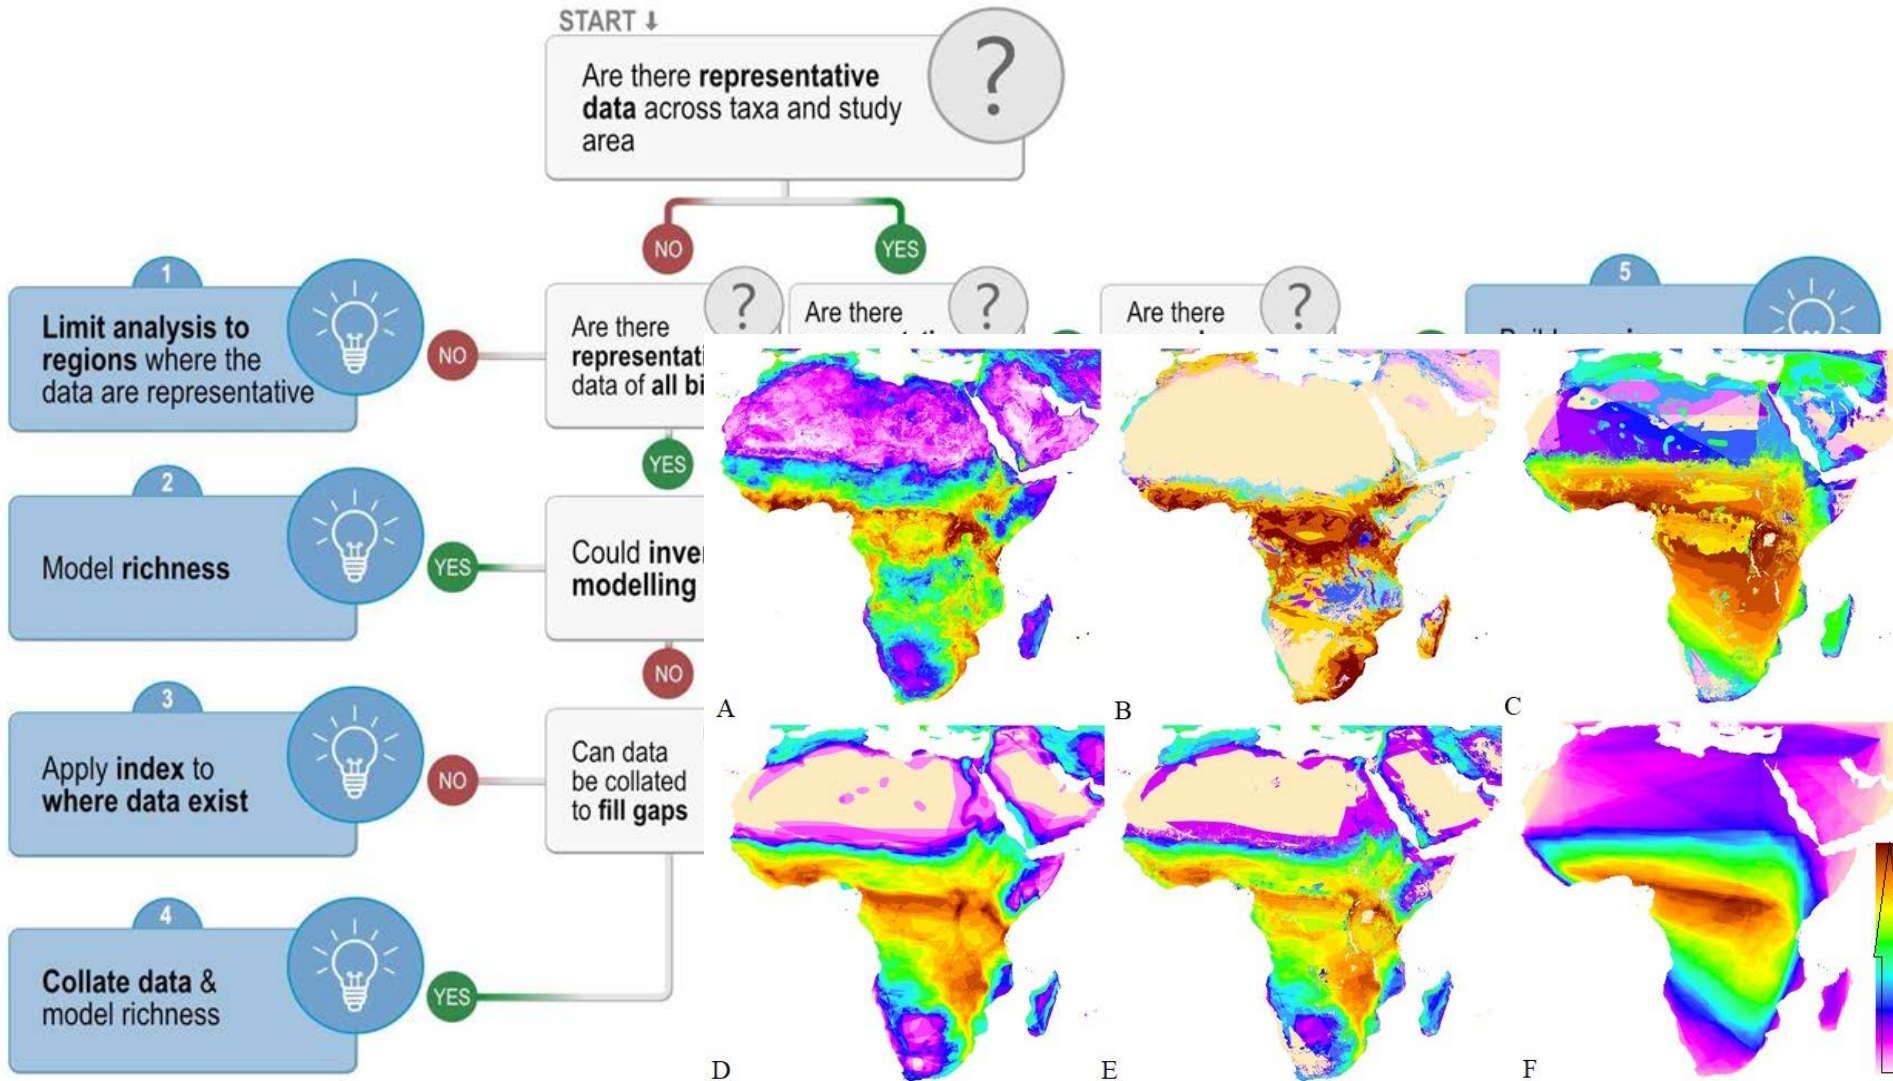 START ⬇
Are there representative
data across taxa and study
area
?
NO
YES
1
Limit analysis to
regions where the
data are representative
NO
Are there
data of all
?
Are there
?
Are there
?
5
YES
2
Model richness
YES
Could
modelling
NO
3
Apply index to
where data exist
NO
Can data
be collated
to fill gaps
4
Collate data &
model richness
YES
A
B
C
D
E
F